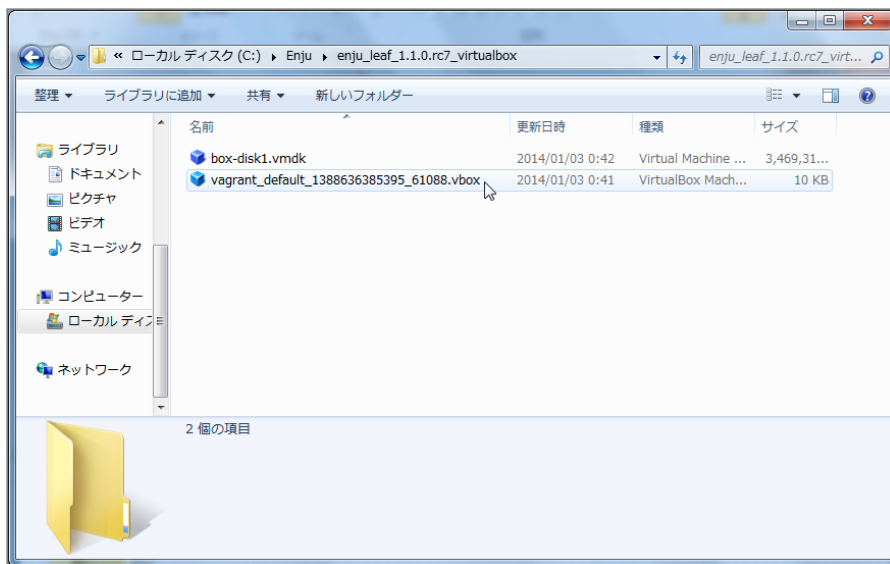 « ローカル ディスク (C:) ▸ Enju ▸ enju_leaf_1.1.0.rc7_virtualbox
enju_leaf_1.1.0.rc7_virt...
整理 ライブラリに追加 共有 新しいフォルダー
名前 更新日時 種類 サイズ
ライブラリ
ドキュメント
ピクチャ
ビデオ
ミュージック
コンピューター
ローカル ディス
ネットワーク
box-disk1.vmdk 2014/01/03 0:42 Virtual Machine ... 3,469,31...
vagrant_default_1388636385395_61088.vbox 2014/01/03 0:41 VirtualBox Mach... 10 KB
2 個の項目